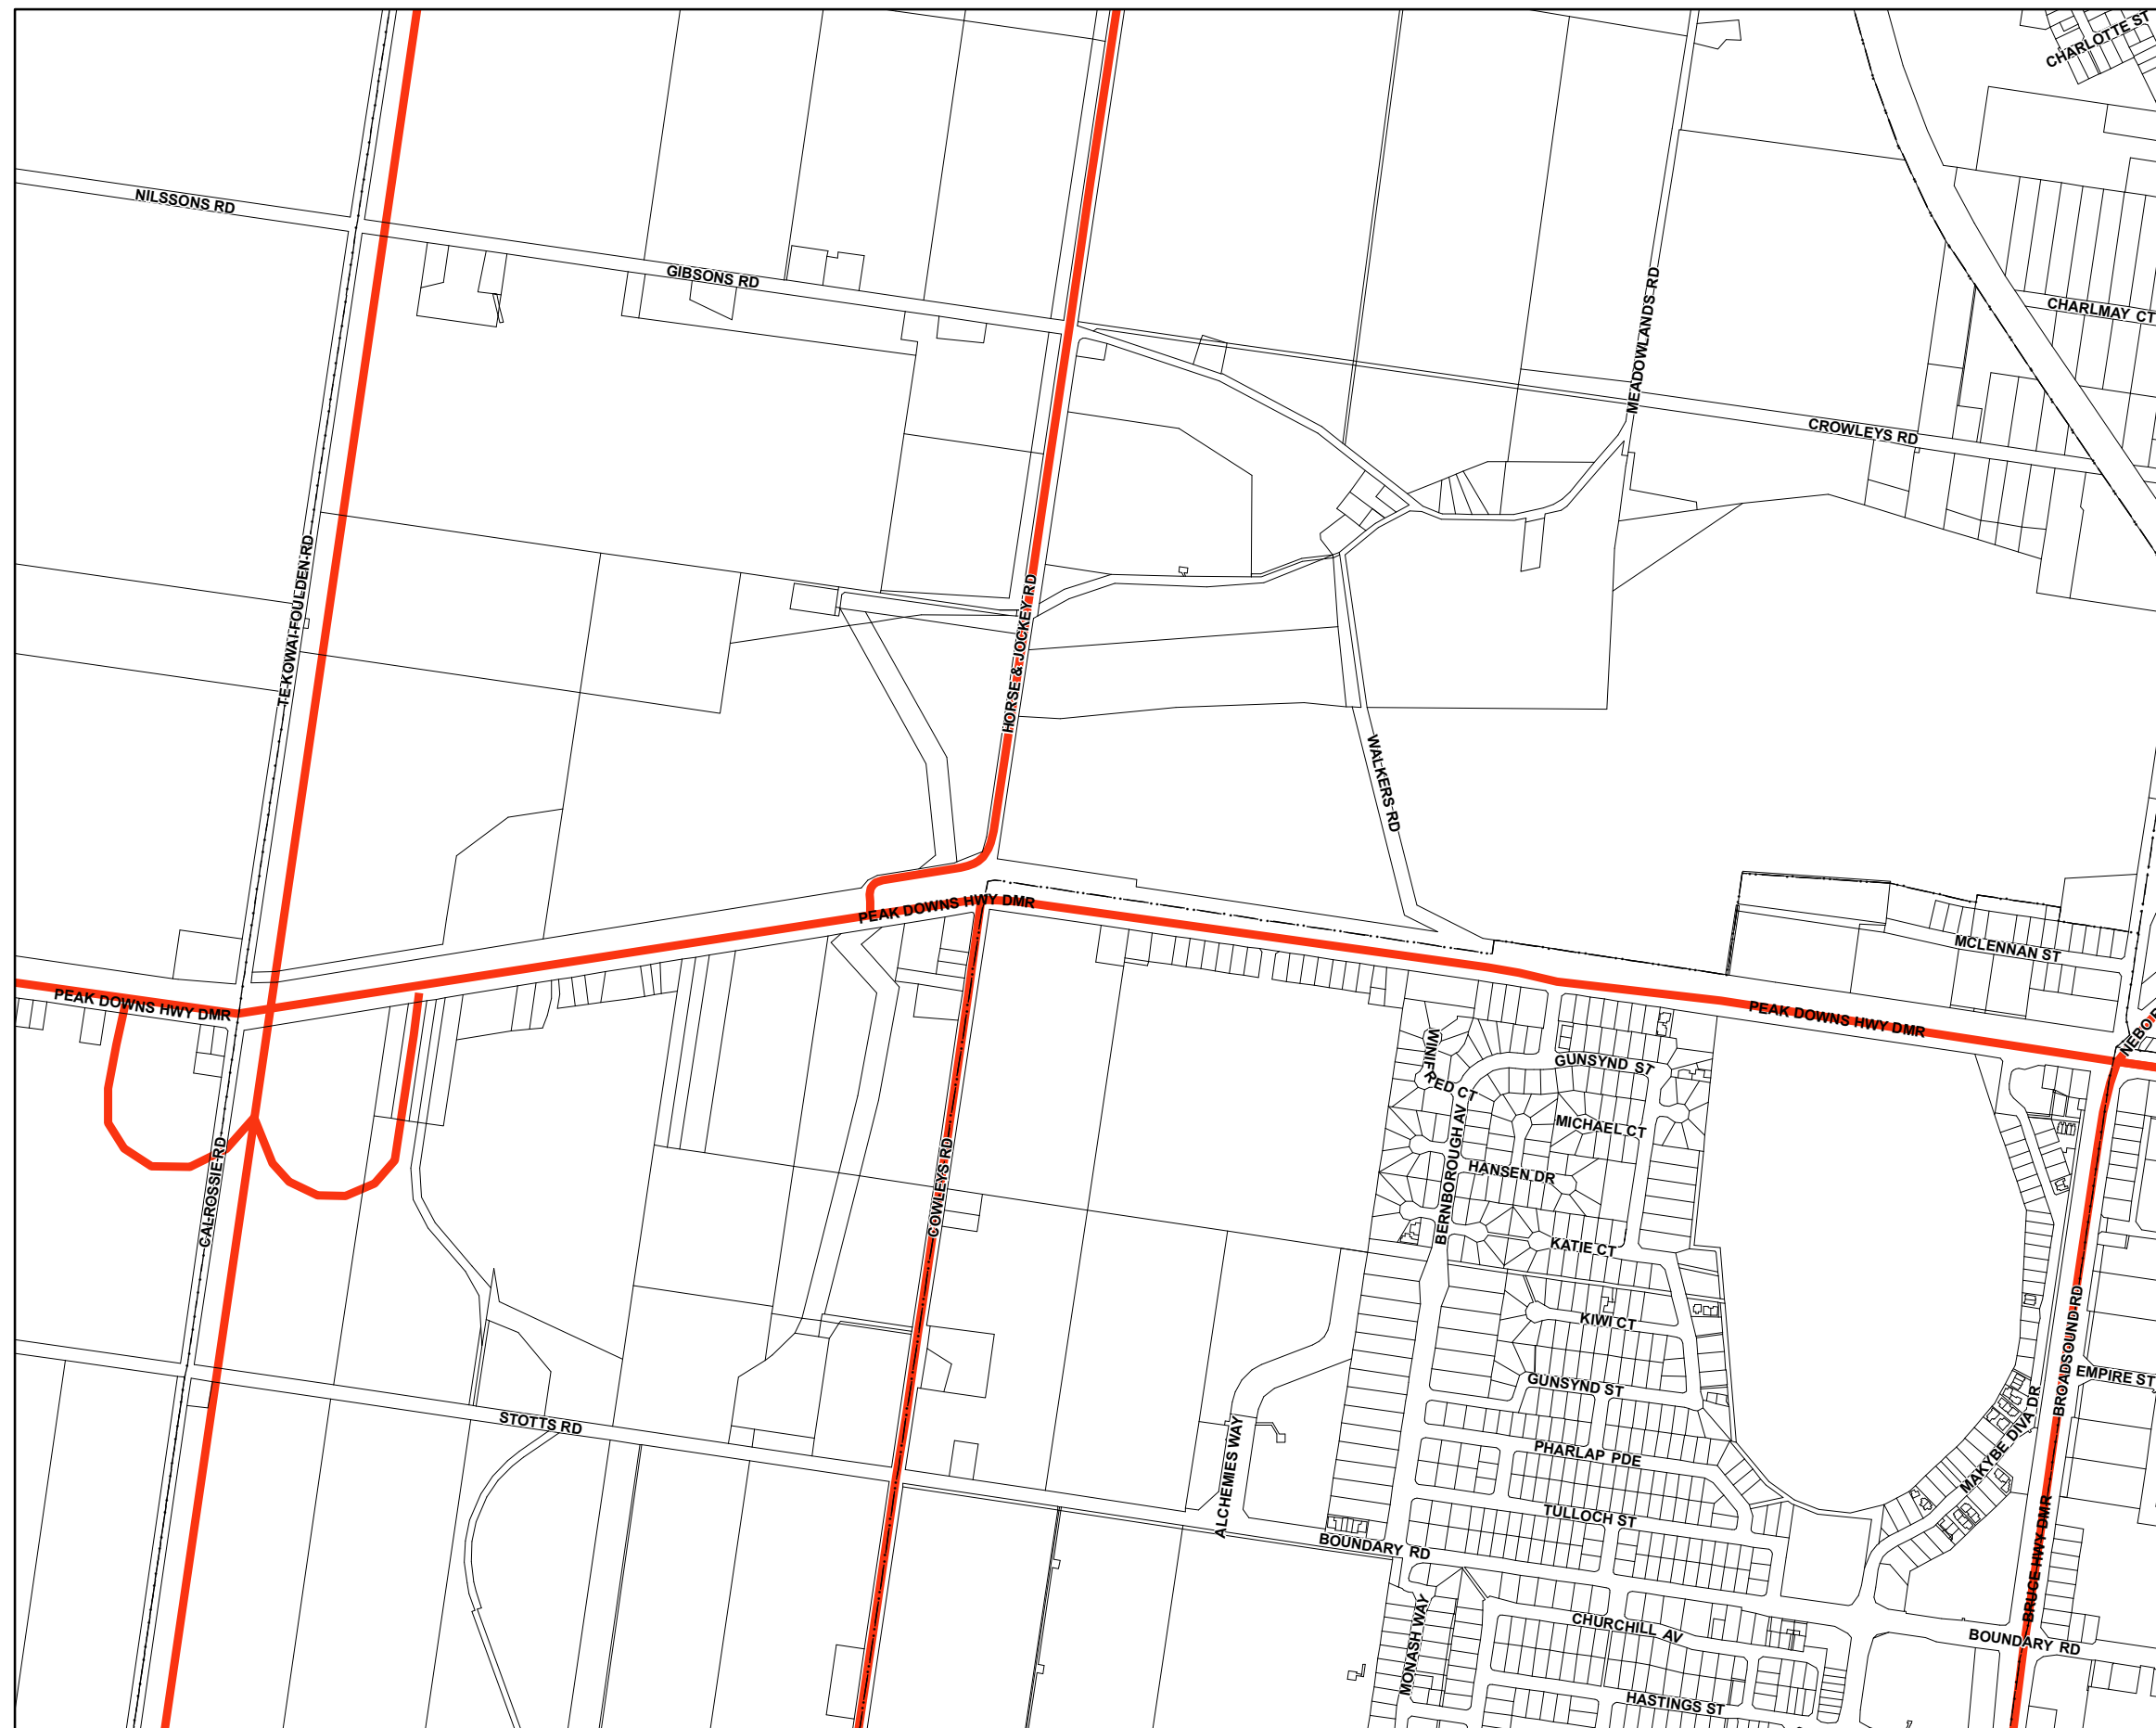 CHARLOTTE ST
NILSSONS RD
GIBSONS RD
MEADOWLANDS RD
CHARLMAY CT
CROWLEYS RD
TE KOWAI-FOULDEN RD
HORSE & JOCKEY RD
WALKERS RD
PEAK DOWNS HWY DMR
MCLENNAN ST
PEAK DOWNS HWY DMR
PEAK DOWNS HWY DMR
WINIFRED CT
GUNSYND ST
MICHAEL CT
BERNBOROUGH AV
HANSEN DR
CALROSSIE RD
COWLEYS RD
KATIE CT
KIWI CT
BROADSOUND RD
EMPIRE ST
GUNSYND ST
STOTTS RD
PHARLAP PDE
MAKYBE DIVA DR
ALCHEMIES WAY
TULLOCH ST
BOUNDARY RD
BRUCE HWY DMR
MONASH WAY
CHURCHILL AV
BOUNDARY RD
HASTINGS ST